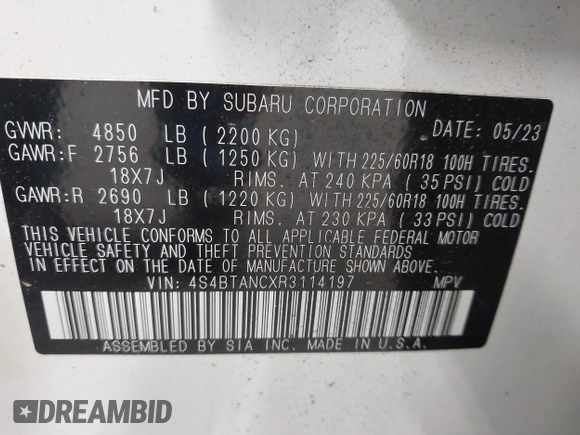 MFD BY SUBARU CORPORATION
GVWR: 4850 LB (2200 KG) DATE: 05/23
GAWR:F 2756 LB (1250 KG) WITH 225/60R18 100H TIRES.
18X7J RIMS. AT 240 KPA (35 PSI) COLD
GAWR:R 2690 LB (1220 KG) WITH 225/60R18 100H TIRES.
18X7J RIMS. AT 230 KPA (33 PSI) COLD
THIS VEHICLE CONFORMS TO ALL APPLICABLE FEDERAL MOTOR
VEHICLE SAFETY AND THEFT PREVENTION STANDARDS
IN EFFECT ON THE DATE OF MANUFACTURE SHOWN ABOVE.
VIN: 4S4BTANCXR3114197 MPV
ASSEMBLED BY SIA INC. MADE IN U.S.A.
DREAMBID